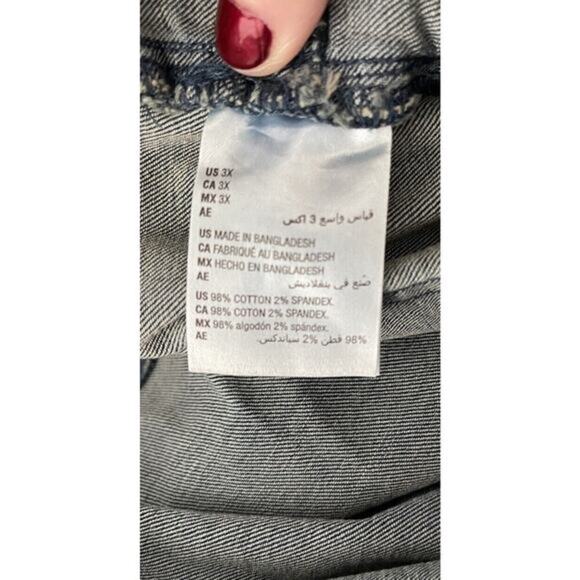 US 3X
CA 3X
MX 3X
AE قياس واسع 3 اكس
US MADE IN BANGLADESH
CA FABRIQUÉ AU BANGLADESH
MX HECHO EN BANGLADESH
AE صُنع في بنغلاديش
US 98% COTTON 2% SPANDEX.
CA 98% COTON 2% SPANDEX.
MX 98% algodón 2% spándex.
AE 98% قطن 2% سباندكس.